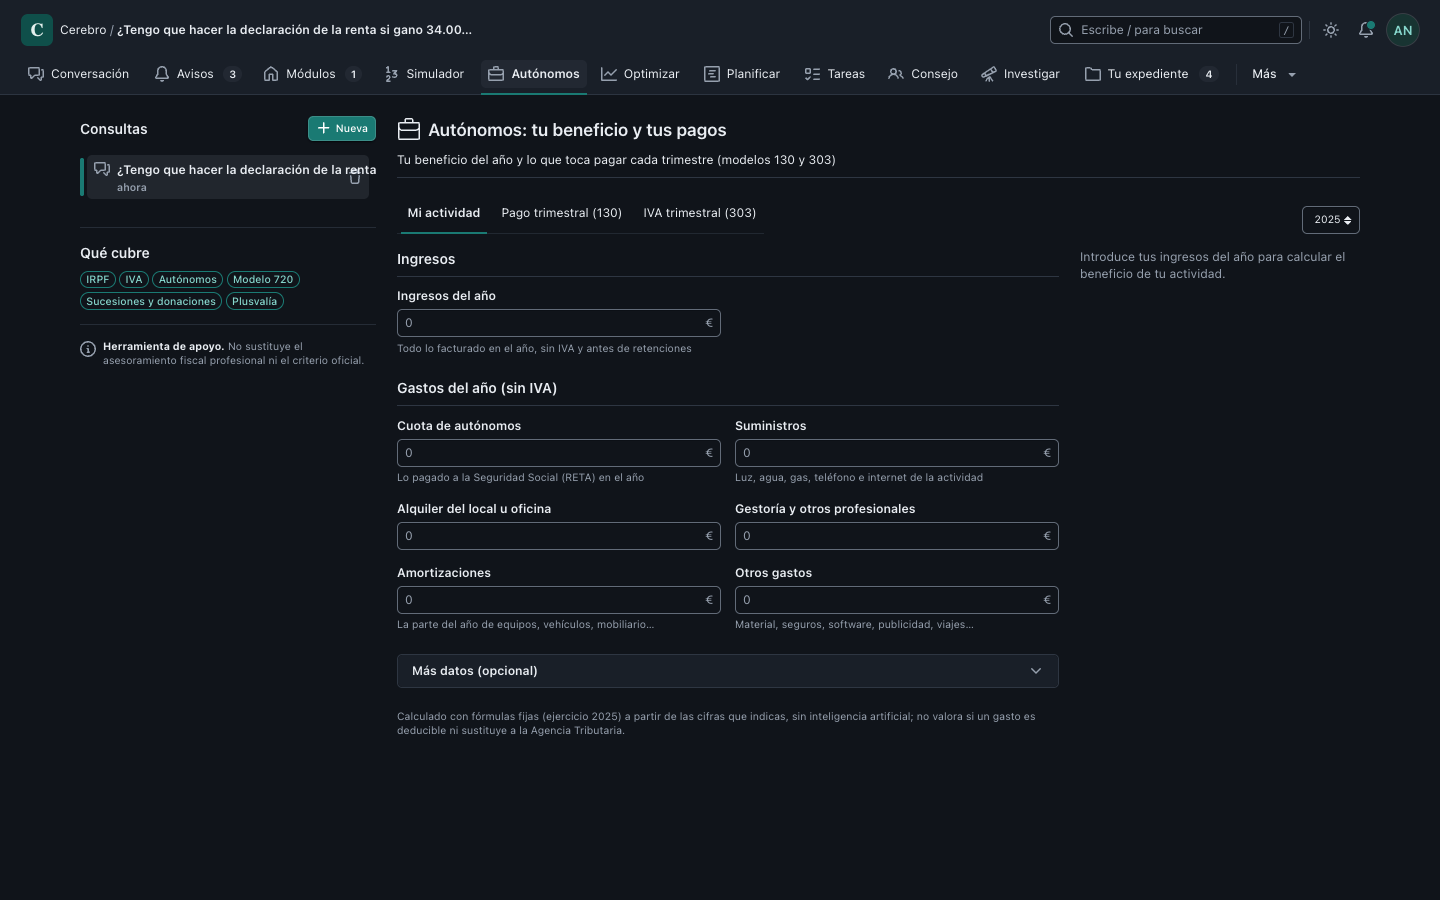 C Cerebro / ¿Tengo que hacer la declaración de la renta si gano 34.00...
Escribe / para buscar /
AN
Conversación Avisos 3 Módulos 1 Simulador Autónomos Optimizar Planificar Tareas Consejo Investigar Tu expediente 4 Más
Consultas
Nueva
¿Tengo que hacer la declaración de la renta
ahora
Qué cubre
IRPF IVA Autónomos Modelo 720
Sucesiones y donaciones Plusvalía
Herramienta de apoyo. No sustituye el
asesoramiento fiscal profesional ni el criterio oficial.
Autónomos: tu beneficio y tus pagos
Tu beneficio del año y lo que toca pagar cada trimestre (modelos 130 y 303)
Mi actividad Pago trimestral (130) IVA trimestral (303)
2025
Ingresos
Ingresos del año
0 €
Todo lo facturado en el año, sin IVA y antes de retenciones
Gastos del año (sin IVA)
Cuota de autónomos
0 €
Lo pagado a la Seguridad Social (RETA) en el año
Suministros
0 €
Luz, agua, gas, teléfono e internet de la actividad
Alquiler del local u oficina
0 €
Gestoría y otros profesionales
0 €
Amortizaciones
0 €
La parte del año de equipos, vehículos, mobiliario...
Otros gastos
0 €
Material, seguros, software, publicidad, viajes...
Más datos (opcional)
Calculado con fórmulas fijas (ejercicio 2025) a partir de las cifras que indicas, sin inteligencia artificial; no valora si un gasto es
deducible ni sustituye a la Agencia Tributaria.
Introduce tus ingresos del año para calcular el
beneficio de tu actividad.